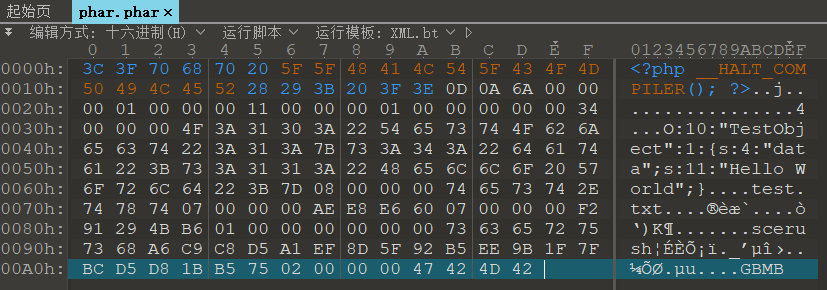 起始页 phar.phar ×
编辑方式: 十六进制(H) 运行脚本 运行模板: XML.bt
0 1 2 3 4 5 6 7 8 9 A B C D E F 0123456789ABCDEF
0000h: 3C 3F 70 68 70 20 5F 5F 48 41 4C 54 5F 43 4F 4D <?php __HALT_COM
0010h: 50 49 4C 45 52 28 29 3B 20 3F 3E 0D 0A 6A 00 00 PILER(); ?>..j..
0020h: 00 01 00 00 00 11 00 00 00 01 00 00 00 00 00 34 ...............4
0030h: 00 00 00 4F 3A 31 30 3A 22 54 65 73 74 4F 62 6A ...O:10:"TestObj
0040h: 65 63 74 22 3A 31 3A 7B 73 3A 34 3A 22 64 61 74 ect":1:{s:4:"dat
0050h: 61 22 3B 73 3A 31 31 3A 22 48 65 6C 6C 6F 20 57 a";s:11:"Hello W
0060h: 6F 72 6C 64 22 3B 7D 08 00 00 00 74 65 73 74 2E orld";}....test.
0070h: 74 78 74 07 00 00 00 AE E8 E6 60 07 00 00 00 F2 txt....®èæ`....ò
0080h: 91 29 4B B6 01 00 00 00 00 00 00 73 63 65 72 75 ‘)K¶.......sceru
0090h: 73 68 A6 C9 C8 D5 A1 EF 8D 5F 92 B5 EE 9B 1F 7F sh¦ÉÈÕ¡ï._’µî›..
00A0h: BC D5 D8 1B B5 75 02 00 00 00 47 42 4D 42 ¼ÕØ.µu....GBMB